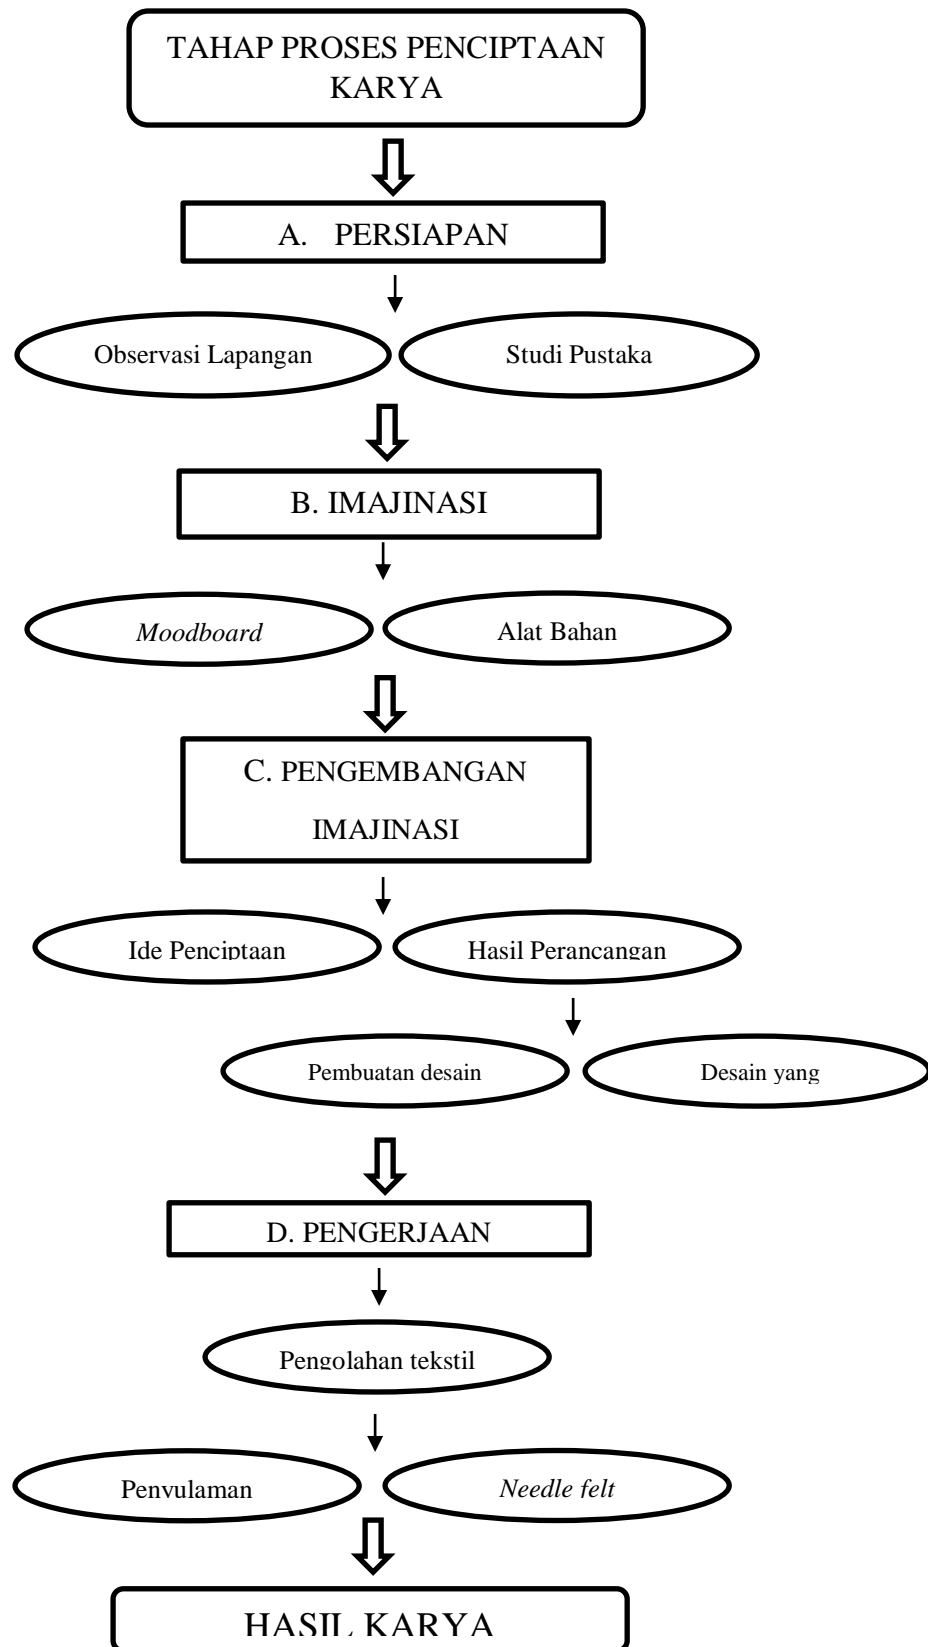 TAHAP PROSES PENCIPTAAN
KARYA
A. PERSIAPAN
Observasi Lapangan
Studi Pustaka
B. IMAJINASI
Moodboard
Alat Bahan
C. PENGEMBANGAN
IMAJINASI
Ide Penciptaan
Hasil Perancangan
Pembuatan desain
Desain yang
D. PENGERJAAN
Pengolahan tekstil
Penyulaman
Needle felt
HASIL KARYA